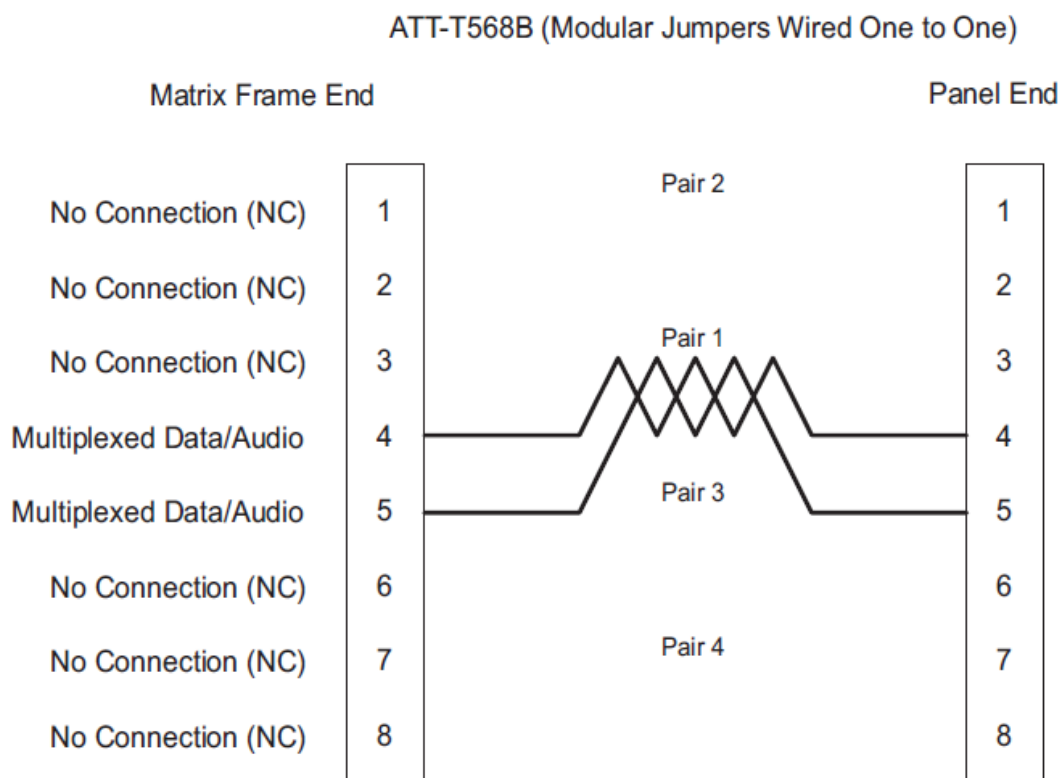 ATT-T568B (Modular Jumpers Wired One to One)
Matrix Frame End
Panel End
Pair 2
No Connection (NC) 1 1
No Connection (NC) 2 2
Pair 1
No Connection (NC) 3 3
Multiplexed Data/Audio 4 4
Pair 3
Multiplexed Data/Audio 5 5
No Connection (NC) 6 6
Pair 4
No Connection (NC) 7 7
No Connection (NC) 8 8